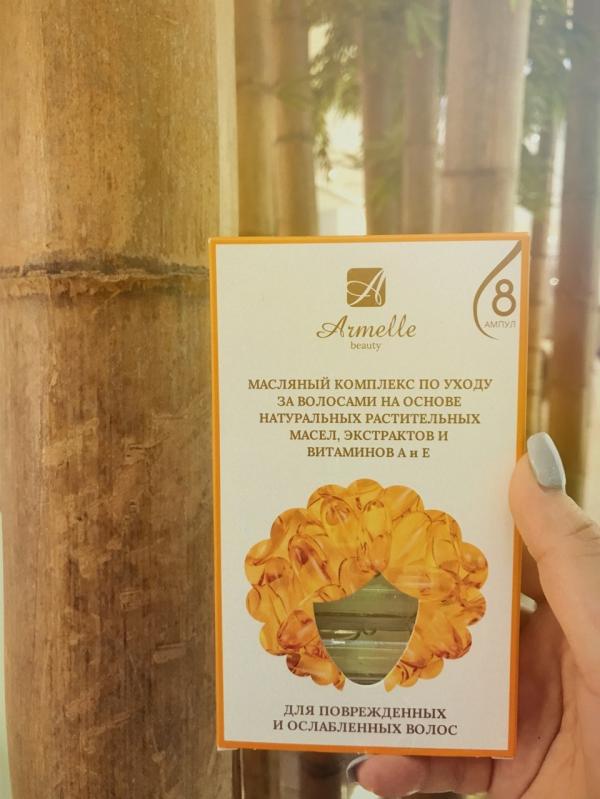 A
Armelle
beauty
8
АМПУЛ
МАСЛЯНЫЙ КОМПЛЕКС ПО УХОДУ
ЗА ВОЛОСАМИ НА ОСНОВЕ
НАТУРАЛЬНЫХ РАСТИТЕЛЬНЫХ
МАСЕЛ, ЭКСТРАКТОВ И
ВИТАМИНОВ А и Е
ДЛЯ ПОВРЕЖДЕННЫХ
И ОСЛАБЛЕННЫХ ВОЛОС